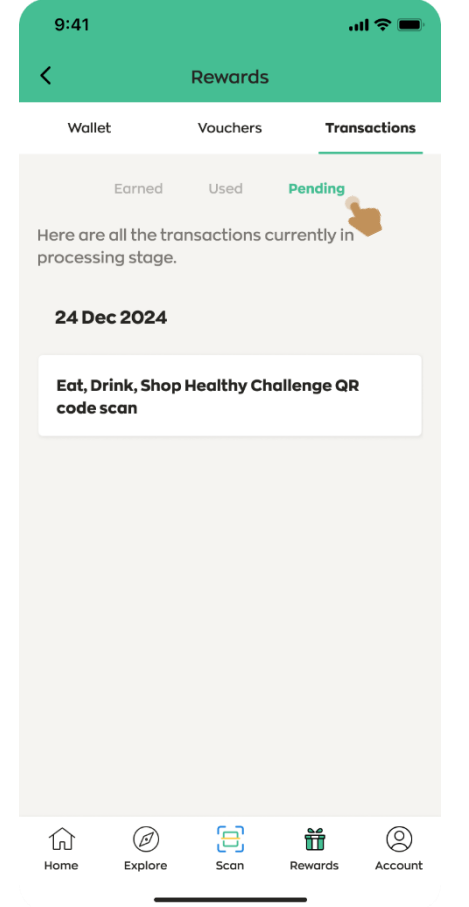 9:41
Rewards
Wallet Vouchers Transactions
Earned Used Pending
Here are all the transactions currently in
processing stage.
24 Dec 2024
Eat, Drink, Shop Healthy Challenge QR
code scan
Home Explore Scan Rewards Account